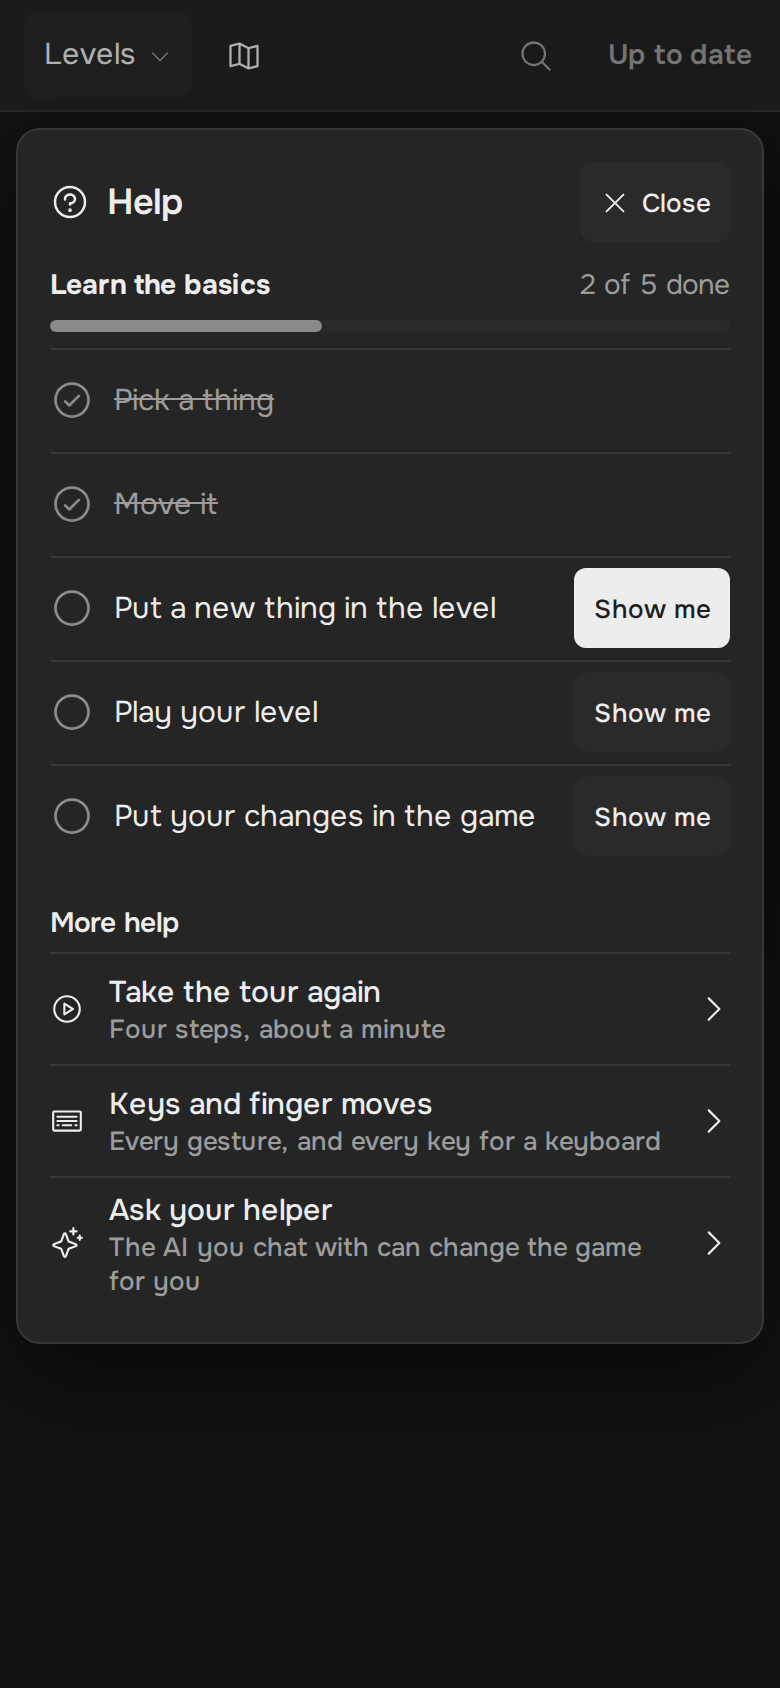 Levels
Up to date
Help
Close
Learn the basics
2 of 5 done
Pick a thing
Move it
Put a new thing in the level
Show me
Play your level
Show me
Put your changes in the game
Show me
More help
Take the tour again
Four steps, about a minute
Keys and finger moves
Every gesture, and every key for a keyboard
Ask your helper
The AI you chat with can change the game
for you